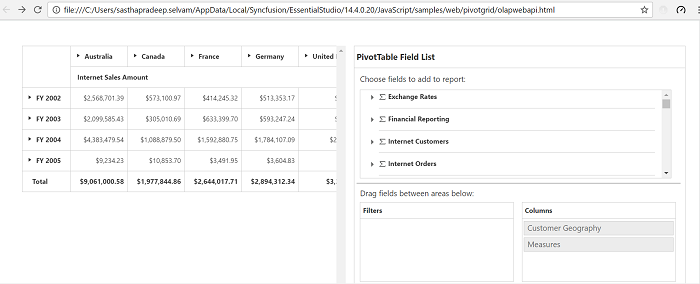 file:///C:/Users/sasthapradeep.selvam/AppData/Local/Syncfusion/EssentialStudio/14.4.0.20/JavaScript/samples/web/pivotgrid/olapwebapi.html
Australia Canada France Germany United
Internet Sales Amount
FY 2002 $2,568,701.39 $573,100.97 $414,245.32 $513,353.17
FY 2003 $2,099,585.43 $305,010.69 $633,399.70 $593,247.24
FY 2004 $4,383,479.54 $1,088,879.50 $1,592,880.75 $1,784,107.09 $2
FY 2005 $9,234.23 $10,853.70 $3,491.95 $3,604.83
Total $9,061,000.58 $1,977,844.86 $2,644,017.71 $2,894,312.34 $3,
PivotTable Field List
Choose fields to add to report:
Σ Exchange Rates
Σ Financial Reporting
Σ Internet Customers
Σ Internet Orders
Drag fields between areas below:
Filters
Columns
Customer Geography
Measures